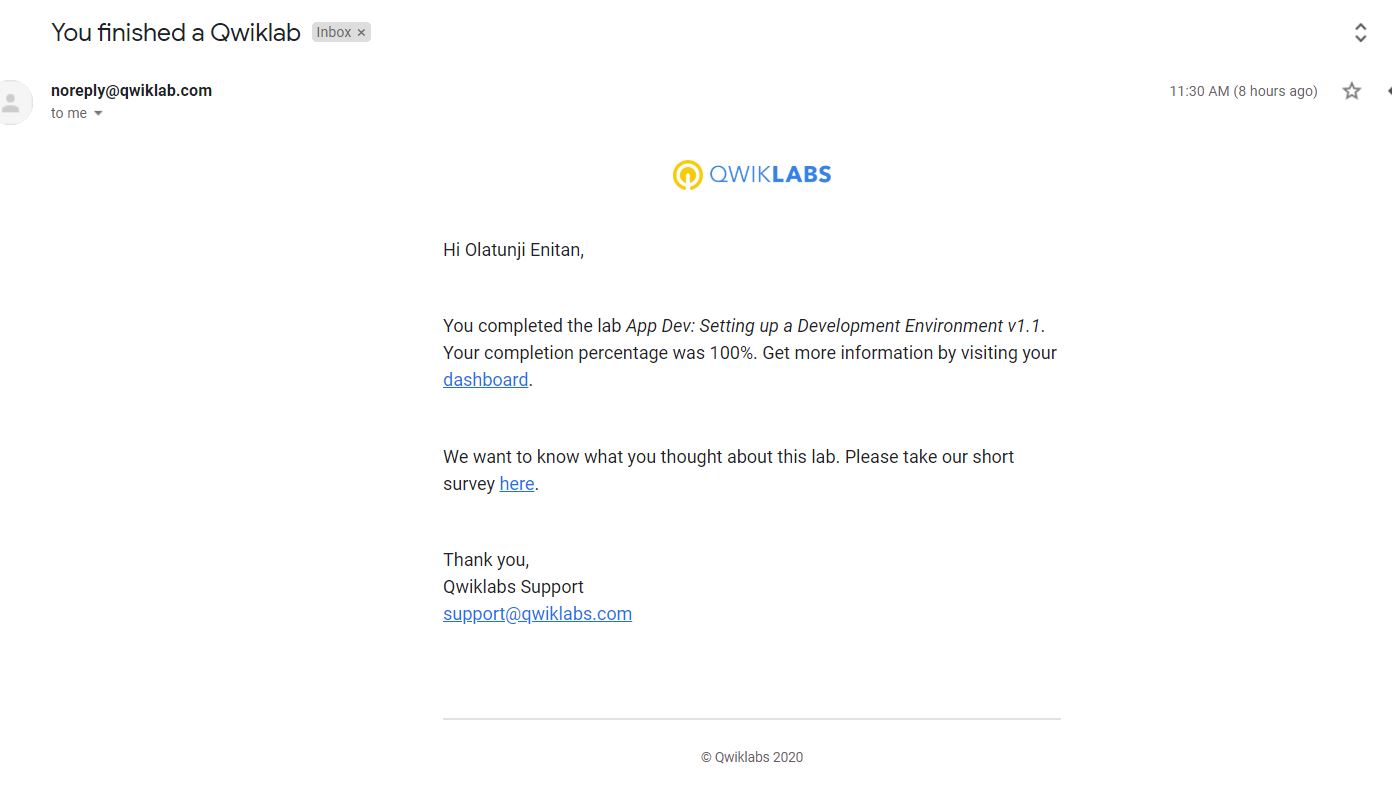 You finished a Qwiklab Inbox ×
noreply@qwiklab.com 11:30 AM (8 hours ago)
to me
QWIKLABS
Hi Olatunji Enitan,
You completed the lab App Dev: Setting up a Development Environment v1.1.
Your completion percentage was 100%. Get more information by visiting your
dashboard.
We want to know what you thought about this lab. Please take our short
survey here.
Thank you,
Qwiklabs Support
support@qwiklabs.com
© Qwiklabs 2020